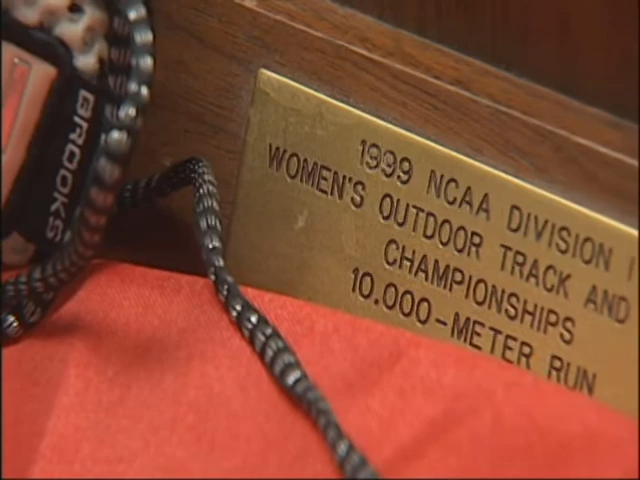 BROOKS
1999 NCAA DIVISION I
WOMEN'S OUTDOOR TRACK AND
CHAMPIONSHIPS
10,000-METER RUN